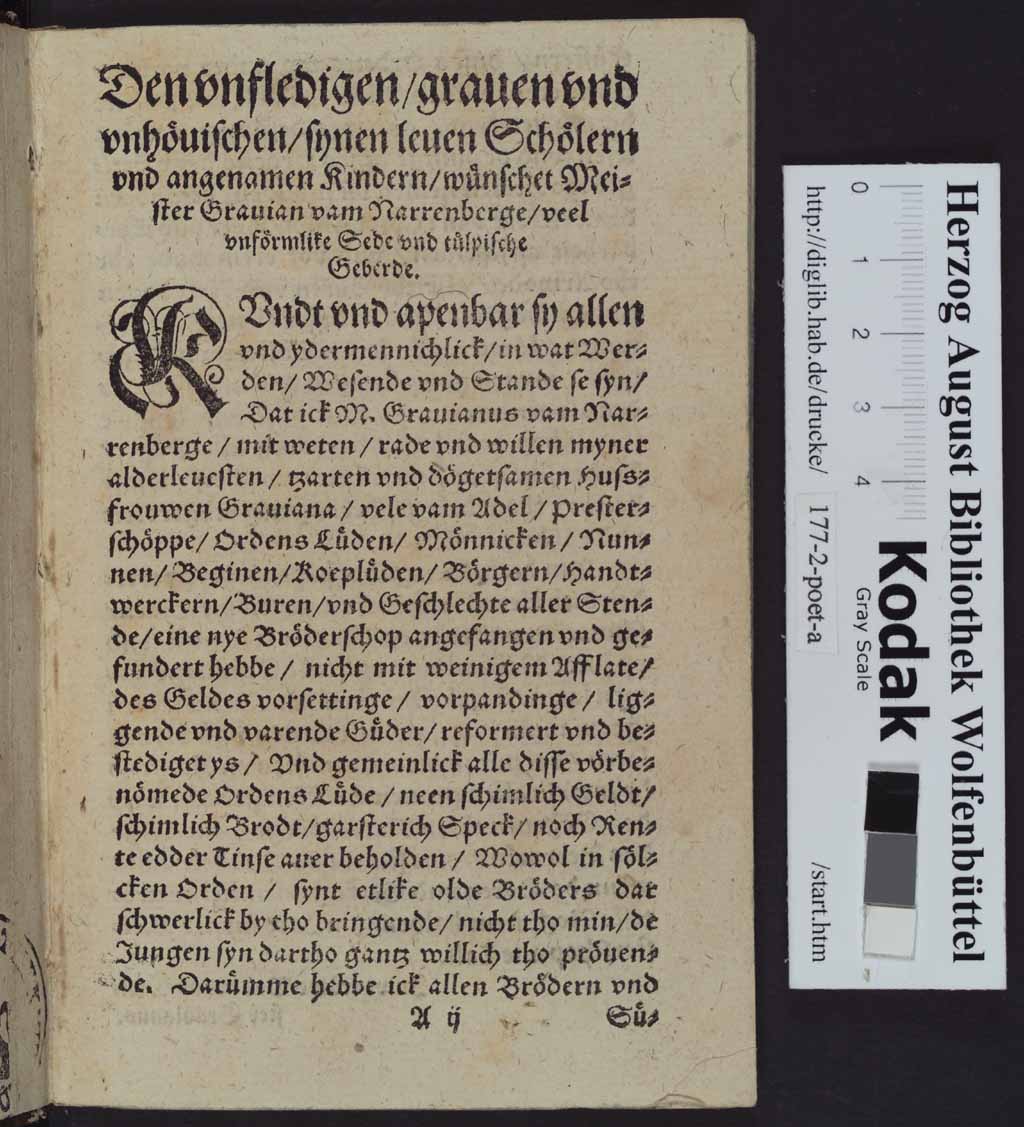 Den vnfledigen/grauen vnd
vnhöuischen/synen leuen Schölern
vnd angenamen Kindern/wünschet Mei⸗
ster Grauian vam Narrenberge/veel
vnförmlike Sede vnd tülpische
Geberde.
KUndt vnd apenbar sy allen
vnd ydermennichlick/in wat Wer⸗
den/ Wesende vnd Stande se syn/
Dat ick M. Grauianus vam Nar⸗
renberge / mit weten / rade vnd willen myner
alderleuesten / tzarten vnd dögetsamen Huss⸗
frouwen Grauiana / vele vam Adel / Prester⸗
schöppe/ Ordens Lüden/ Mönnicken / Nun⸗
nen/ Beginen/Koeplüden/ Börgern/Handt⸗
werckern/Buren/vnd Geschlechte aller Sten⸗
de/eine nye Bröderschop angefangen vnd ge⸗
fundert hebbe / nicht mit weinigem Afflate/
des Geldes vorsettinge / vorpandinge / lig⸗
gende vnd varende Güder/ reformert vnd be⸗
stediget ys / Vnd gemeinlick alle disse vörbe⸗
nömede Ordens Lüde / neen schimlich Geldt/
schimlich Brodt/garsterich Speck/ noch Ren⸗
te edder Tinse auer beholden / Wowol in söl⸗
cken Orden / synt etlike olde Bröders dat
schwerlick by tho bringende/ nicht tho min/de
Jungen syn dartho gantz willich tho pröuen⸗
de. Darümme hebbe ick allen Brödern vnd
A ij Sü⸗
Herzog August Bibliothek Wolfenbüttel
0 1 2 3 4
Kodak
Gray Scale
http://diglib.hab.de/drucke/ 177-2-poet-a /start.htm